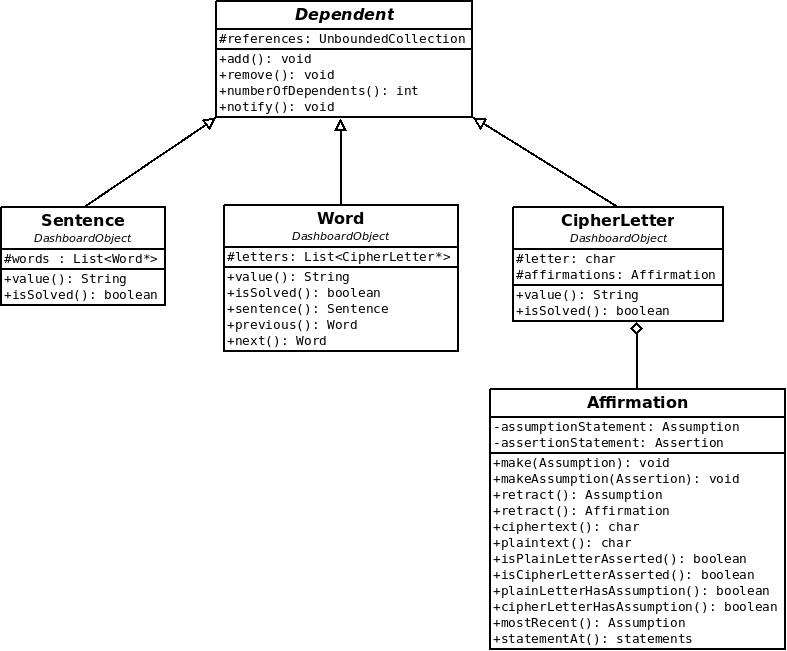 Dependent
#references: UnboundedCollection
+add(): void
+remove(): void
+numberOfDependents(): int
+notify(): void
Sentence
DashboardObject
#words : List<Word*>
+value(): String
+isSolved(): boolean
Word
DashboardObject
#letters: List<CipherLetter*>
+value(): String
+isSolved(): boolean
+sentence(): Sentence
+previous(): Word
+next(): Word
CipherLetter
DashboardObject
#letter: char
#affirmations: Affirmation
+value(): String
+isSolved(): boolean
Affirmation
-assumptionStatement: Assumption
-assertionStatement: Assertion
+make(Assumption): void
+makeAssumption(Assertion): void
+retract(): Assumption
+retract(): Affirmation
+ciphertext(): char
+plaintext(): char
+isPlainLetterAsserted(): boolean
+isCipherLetterAsserted(): boolean
+plainLetterHasAssumption(): boolean
+cipherLetterHasAssumption(): boolean
+mostRecent(): Assumption
+statementAt(): statements